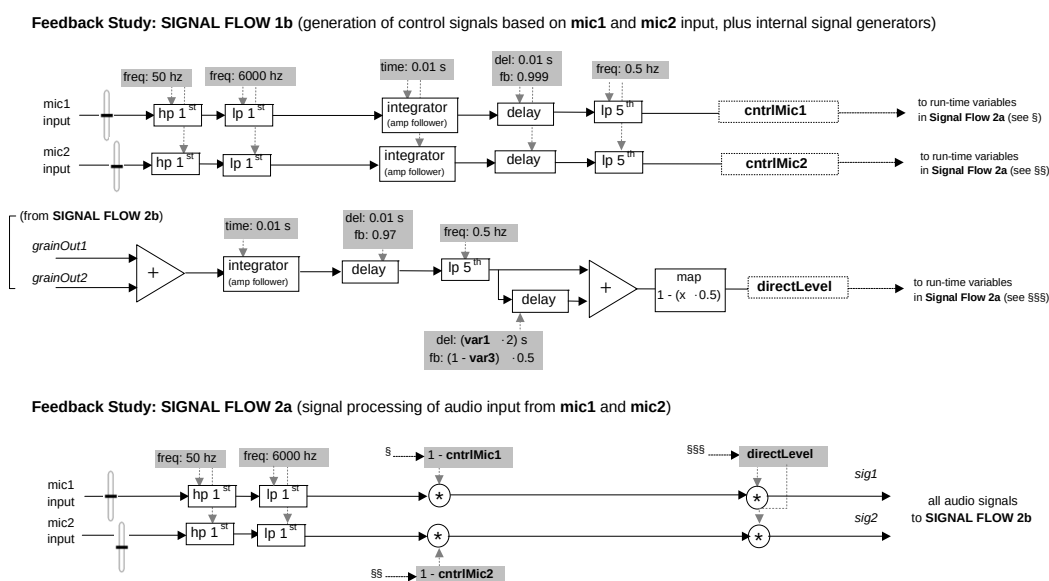 Feedback Study: SIGNAL FLOW 1b (generation of control signals based on mic1 and mic2 input, plus internal signal generators)
freq: 50 hz
freq: 6000 hz
time: 0.01 s
del: 0.01 s
fb: 0.999
freq: 0.5 hz
mic1
input
hp 1st
lp 1st
integrator
(amp follower)
delay
lp 5th
cntrlMic1
to run-time variables
in Signal Flow 2a (see §)
mic2
input
hp 1st
lp 1st
integrator
(amp follower)
delay
lp 5th
cntrlMic2
to run-time variables
in Signal Flow 2a (see §§)
(from SIGNAL FLOW 2b)
grainOut1
grainOut2
+
time: 0.01 s
integrator
(amp follower)
del: 0.01 s
fb: 0.97
delay
freq: 0.5 hz
lp 5th
delay
del: (var1 ·2) s
fb: (1 - var3) ·0.5
+
map
1 - (x ·0.5)
directLevel
to run-time variables
in Signal Flow 2a (see §§§)
Feedback Study: SIGNAL FLOW 2a (signal processing of audio input from mic1 and mic2)
freq: 50 hz
freq: 6000 hz
§
1 - cntrlMic1
§§§
directLevel
mic1
input
hp 1st
lp 1st
*
*
sig1
mic2
input
hp 1st
lp 1st
*
*
sig2
all audio signals
to SIGNAL FLOW 2b
§§
1 - cntrlMic2